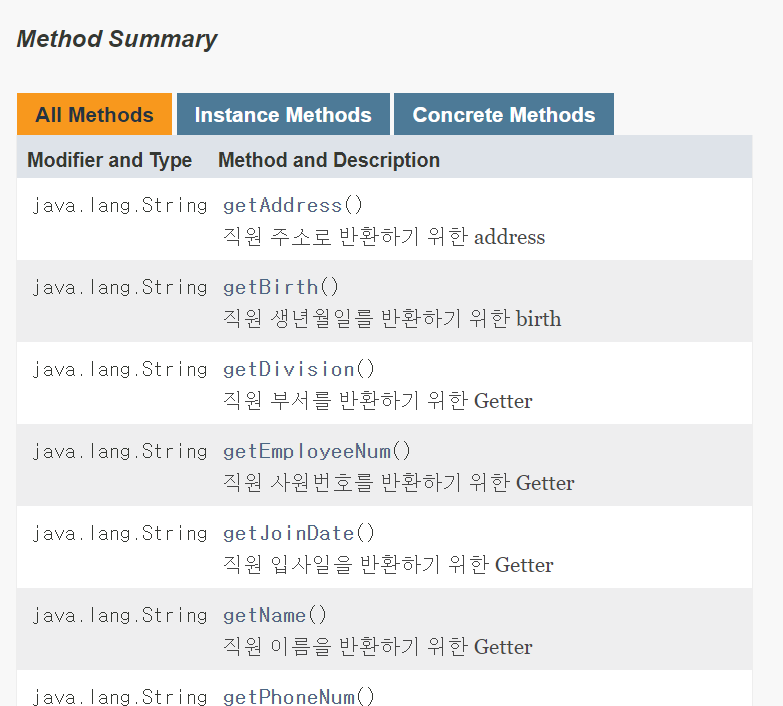 Method Summary
All Methods Instance Methods Concrete Methods
Modifier and Type Method and Description
java.lang.String getAddress()
직원 주소로 반환하기 위한 address
java.lang.String getBirth()
직원 생년월일를 반환하기 위한 birth
java.lang.String getDivision()
직원 부서를 반환하기 위한 Getter
java.lang.String getEmployeeNum()
직원 사원번호를 반환하기 위한 Getter
java.lang.String getJoinDate()
직원 입사일을 반환하기 위한 Getter
java.lang.String getName()
직원 이름을 반환하기 위한 Getter
java.lang.String getPhoneNum()